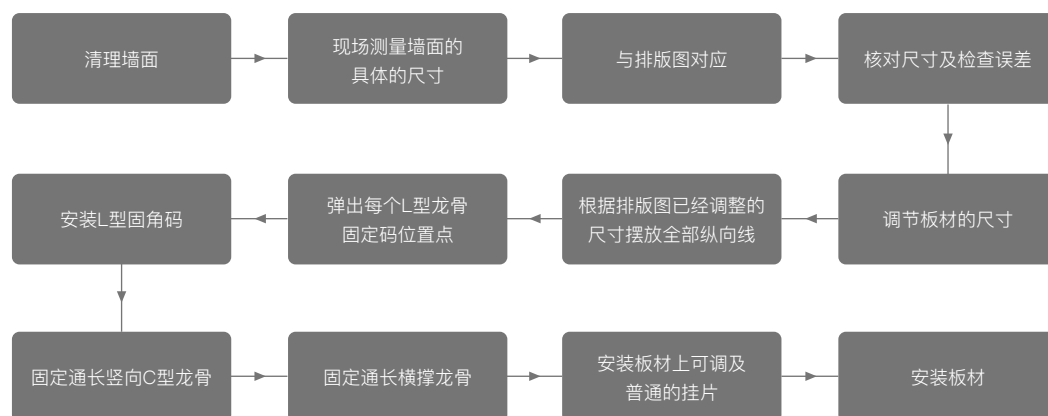 清理墙面
现场测量墙面的
具体的尺寸
与排版图对应
核对尺寸及检查误差
调节板材的尺寸
根据排版图已经调整的
尺寸摆放全部纵向线
弹出每个L型龙骨
固定码位置点
安装L型固角码
固定通长竖向C型龙骨
固定通长横撑龙骨
安装板材上可调及
普通的挂片
安装板材